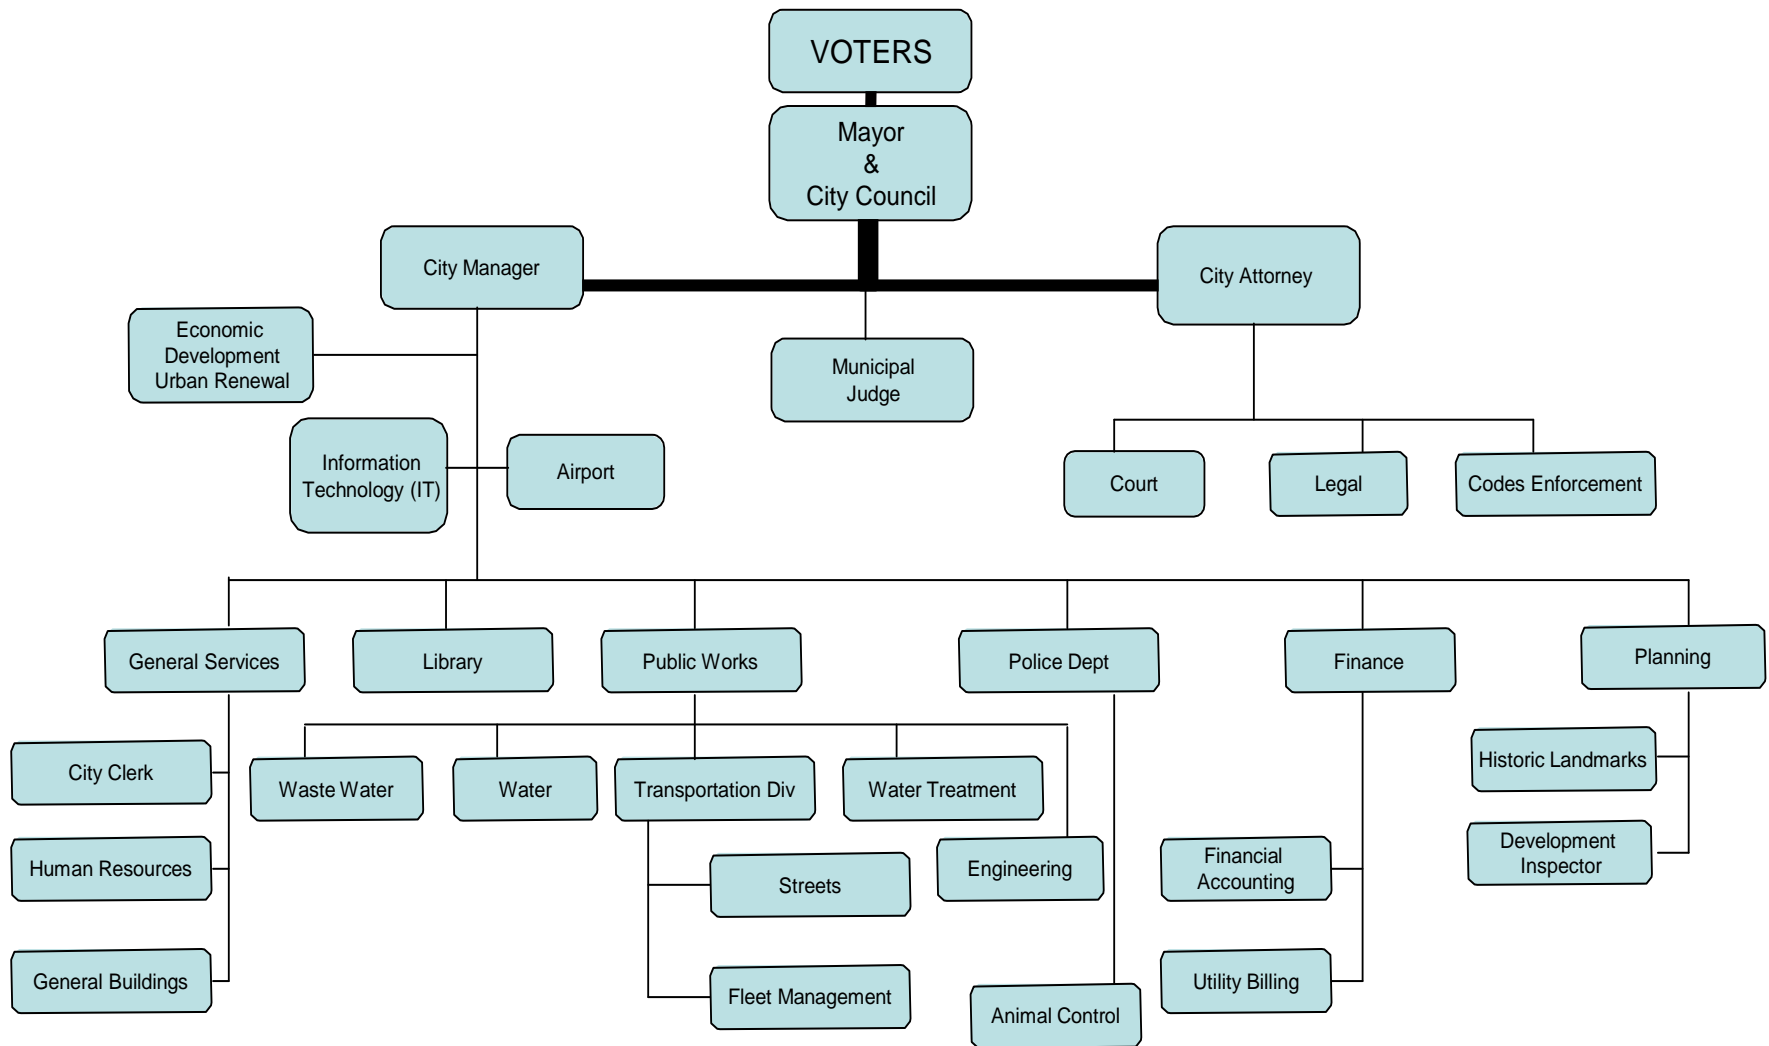 VOTERS
Mayor
&
City Council
City Manager
City Attorney
Economic
Development
Urban Renewal
Municipal
Judge
Information
Technology (IT)
Airport
Court
Legal
Codes Enforcement
General Services
Library
Public Works
Police Dept
Finance
Planning
City Clerk
Waste Water
Water
Transportation Div
Water Treatment
Historic Landmarks
Human Resources
Streets
Engineering
Financial
Accounting
Development
Inspector
General Buildings
Fleet Management
Animal Control
Utility Billing